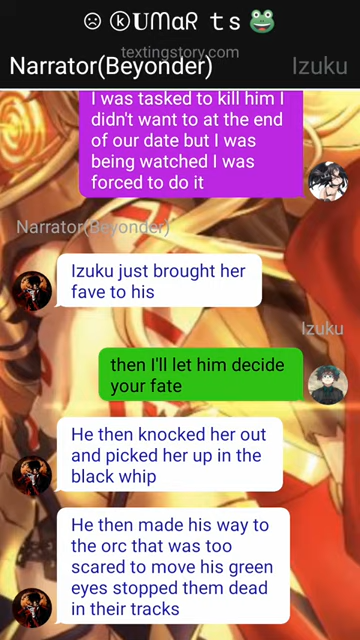 ☹ ⓚ𝐔ᗰᗩᖇ t s 🐸
textingstory.com
Narrator(Beyonder) Izuku
I was tasked to kill him I
didn't want to at the end
of our date but I was
being watched I was
forced to do it
Narrator(Beyonder)
Izuku just brought her
fave to his
Izuku
then I'll let him decide
your fate
He then knocked her out
and picked her up in the
black whip
He then made his way to
the orc that was too
scared to move his green
eyes stopped them dead
in their tracks